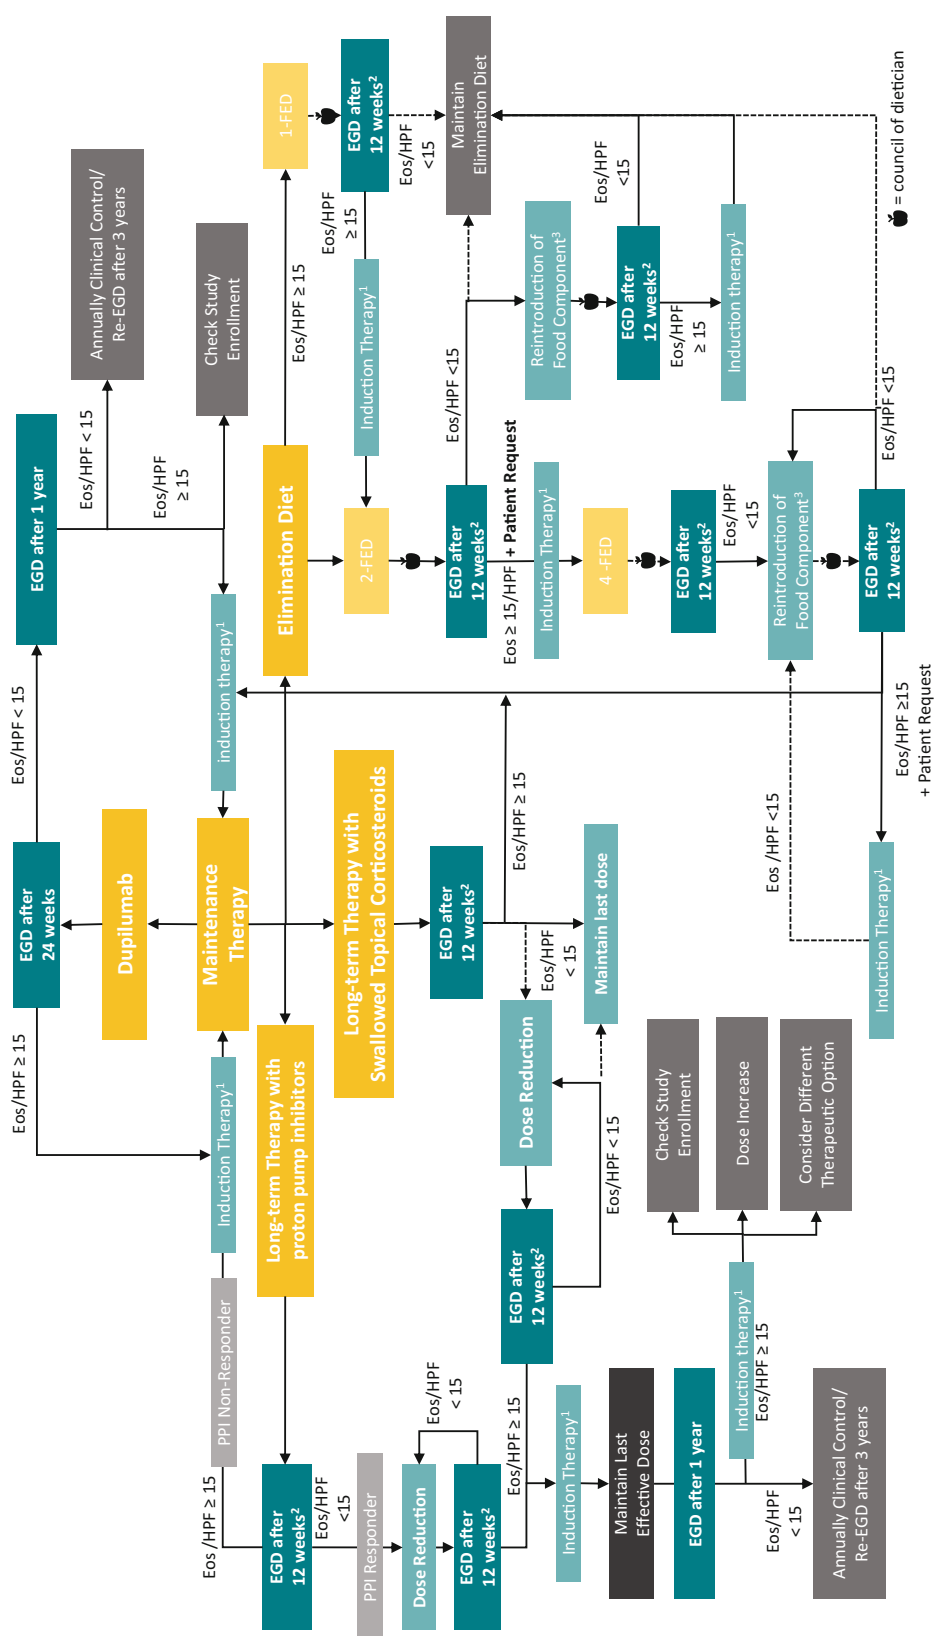 Eos/HPF ≥ 15
Eos/HPF < 15
EGD after
24 weeks
EGD after 1 year
Eos/HPF < 15
Annually Clinical Control/
Re-EGD after 3 years
Dupilumab
Eos/HPF
≥ 15
Check Study
Enrollment
Eos /HPF ≥ 15
PPI Non-Responder
Induction Therapy¹
Maintenance
Therapy
induction therapy¹
Long-term Therapy with
proton pump inhibitors
Elimination Diet
Eos/HPF ≥ 15
1-FED
EGD after
12 weeks²
Eos/HPF
<15
PPI Responder
Long-term Therapy with
Swallowed Topical Corticosteroids
2-FED
Induction Therapy¹
Eos/HPF
≥ 15
EGD after
12 weeks²
Eos/HPF
<15
Dose Reduction
Eos/HPF
< 15
EGD after
12 weeks²
EGD after
12 weeks²
EGD after
12 weeks²
Eos/HPF <15
Maintain
Elimination Diet
Eos/HPF ≥ 15
Eos/HPF ≥ 15
Eos ≥ 15/HPF + Patient Request
EGD after
12 weeks²
Dose Reduction
Eos/HPF
< 15
Induction Therapy¹
Reintroduction of
Food Component³
Induction Therapy¹
Eos/HPF < 15
Maintain last dose
4 -FED
Eos/HPF
<15
Maintain Last
Effective Dose
EGD after
12 weeks²
Eos/HPF
≥ 15
Check Study
Enrollment
EGD after 1 year
EGD after
12 weeks²
Eos/HPF
<15
Induction therapy¹
Eos/HPF ≥ 15
Dose Increase
Induction therapy¹
Eos/HPF
< 15
Eos /HPF <15
Reintroduction of
Food Component³
Consider Different
Therapeutic Option
Annually Clinical Control/
Re-EGD after 3 years
Induction Therapy¹
EGD after
12 weeks²
Eos/HPF <15
Eos/HPF ≥15
+ Patient Request
= council of dietician